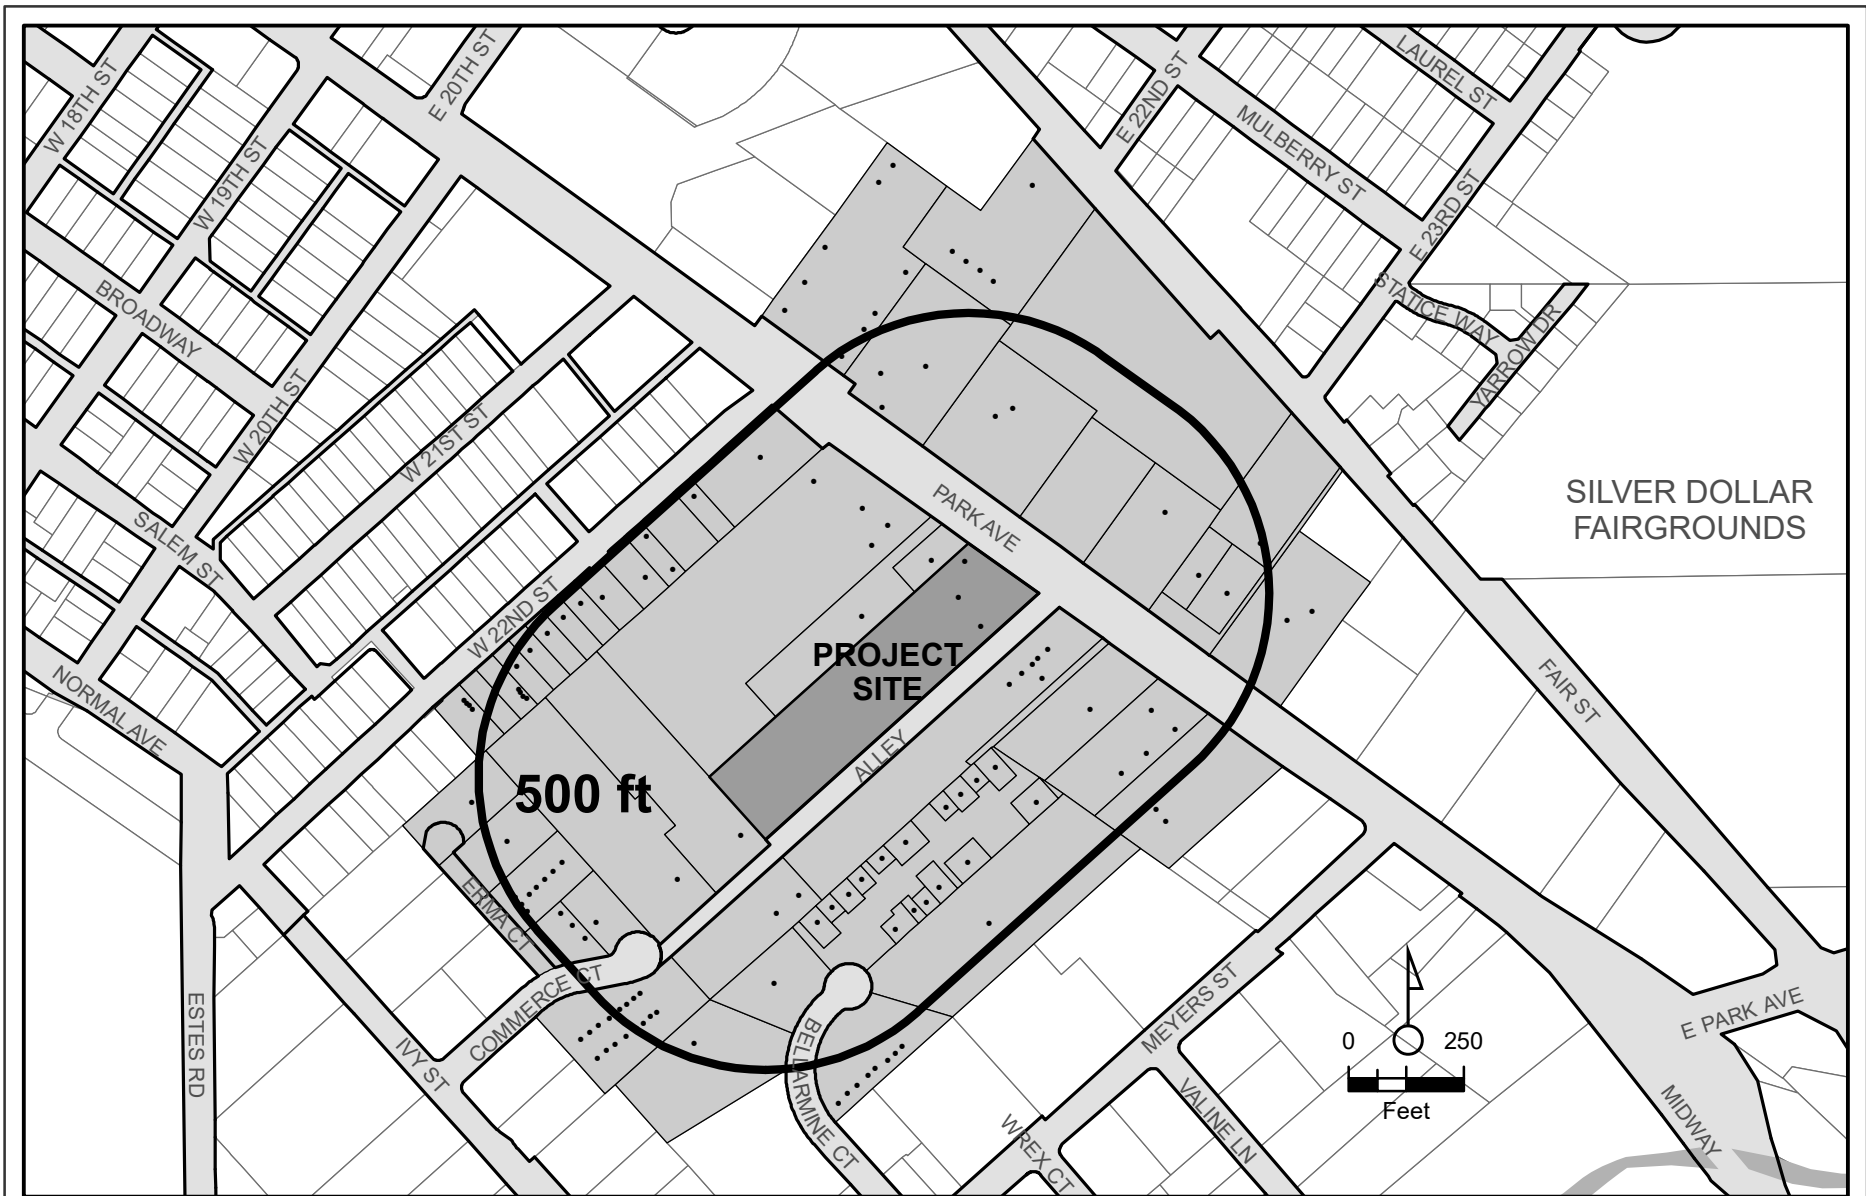 LAUREL ST
E 20TH ST
E 22ND ST
W 18TH ST
MULBERRY ST
W 19TH ST
E 23RD ST
STATICE WAY
BROADWAY
YARROW DR
W 20TH ST
W 21ST ST
SILVER DOLLAR
FAIRGROUNDS
PARK AVE
SALEM ST
W 22ND ST
PROJECT
SITE
NORMAL AVE
FAIR ST
ALLEY
500 ft
ERMA CT
COMMERCE CT
ESTES RD
IVY ST
BELLARMINE CT
MEYERS ST
E PARK AVE
0 250
Feet
VALINE LN
WREX CT
MIDWAY